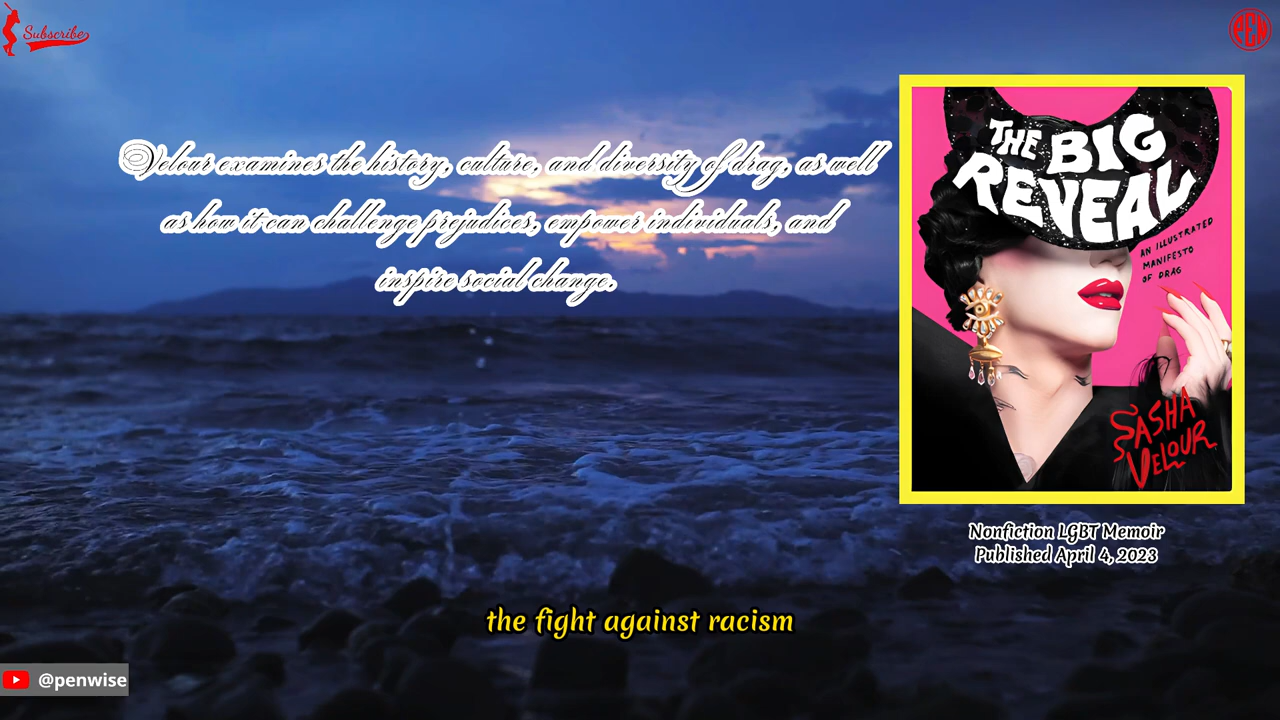 Subscribe
PEN
Velour examines the history, culture, and diversity of drag, as well
as how it can challenge prejudices, empower individuals, and
inspire social change.
THE BIG
REVEAL
AN ILLUSTRATED
MANIFESTO
OF DRAG
SASHA
VELOUR
Nonfiction LGBT Memoir
Published April 4, 2023
the fight against racism
@penwise